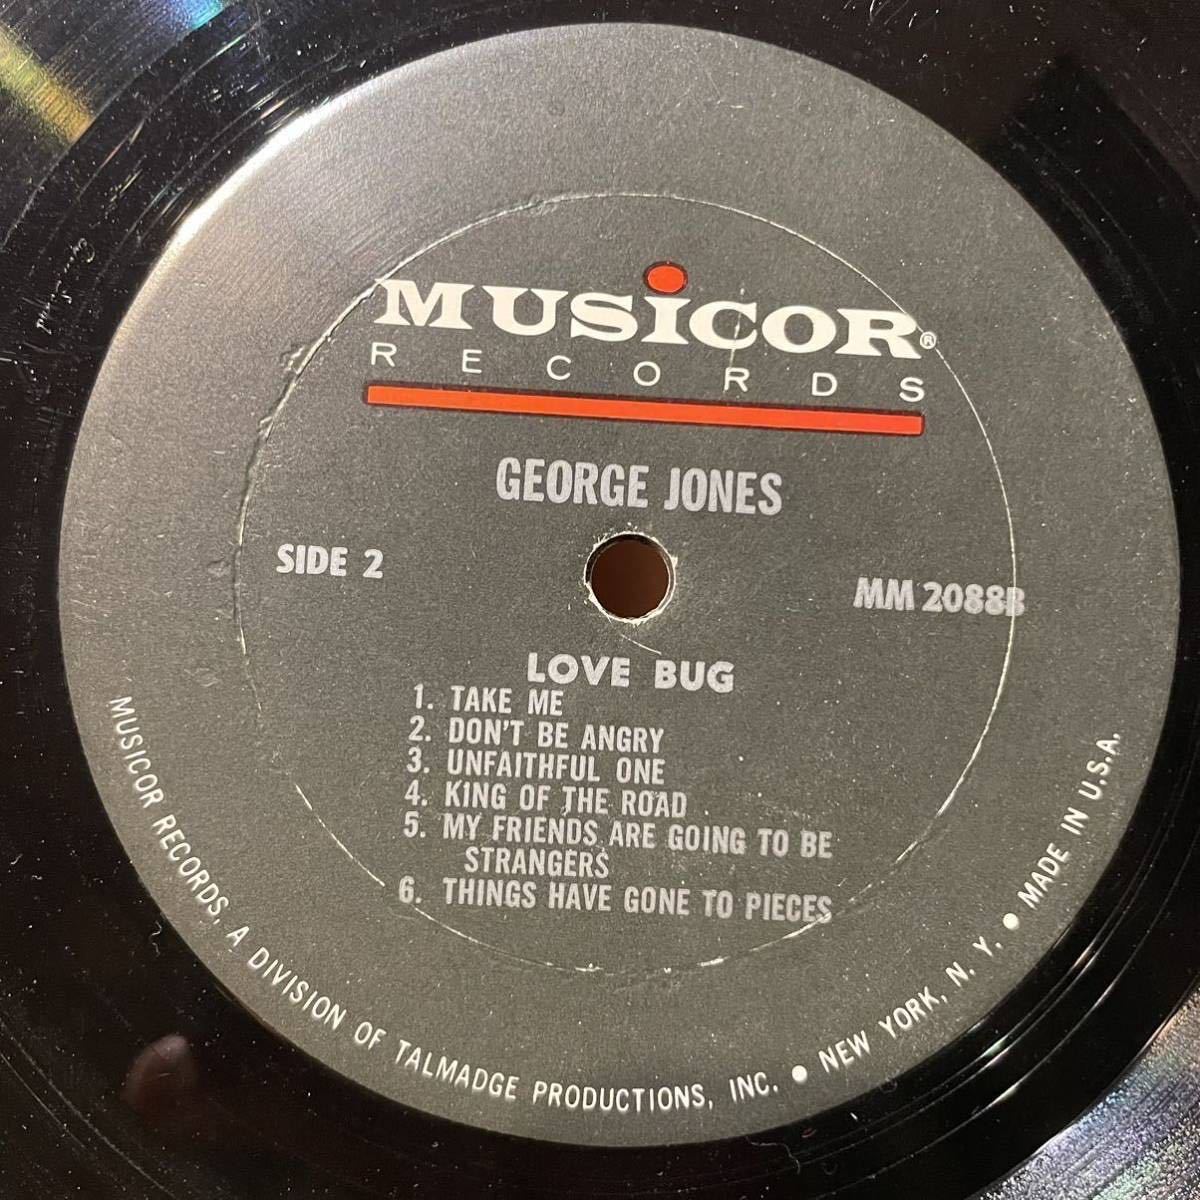 MUSiCOR®
RECORDS
GEORGE JONES
SIDE 2
MM 2088B
LOVE BUG
1. TAKE ME
2. DON'T BE ANGRY
3. UNFAITHFUL ONE
4. KING OF THE ROAD
5. MY FRIENDS ARE GOING TO BE
STRANGERS
6. THINGS HAVE GONE TO PIECES
MUSICOR RECORDS, A DIVISION OF TALMADGE PRODUCTIONS, INC. ● NEW YORK, N. Y. ● MADE IN U.S.A.